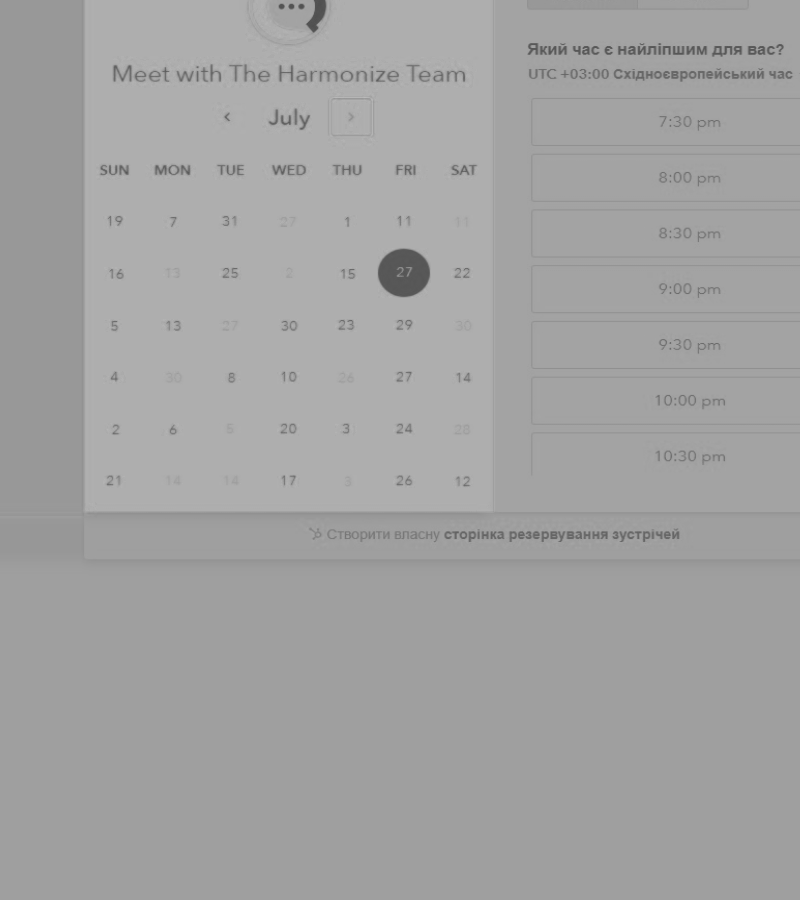 Meet with The Harmonize Team
July
SUN MON TUE WED THU FRI SAT
19 7 31 27 1 11 11
16 13 25 2 15 27 22
5 13 27 30 23 29 30
4 30 8 10 26 27 14
2 6 5 20 3 24 28
21 14 14 17 3 26 12
Який час є найліпшим для вас?
UTC +03:00 Східноєвропейський час
7:30 pm
8:00 pm
8:30 pm
9:00 pm
9:30 pm
10:00 pm
10:30 pm
Створити власну сторінка резервування зустрічей